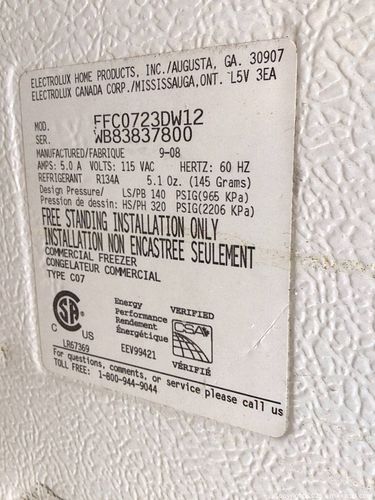 ELECTROLUX HOME PRODUCTS, INC./AUGUSTA, GA. 30907
ELECTROLUX CANADA CORP./MISSISSAUGA,ONT. L5V 3EA
MOD. FFC0723DW12
SER. WB83837800
MANUFACTURED/FABRIQUE 9-08
AMPS: 5.0 A VOLTS: 115 VAC HERTZ: 60 HZ
REFRIGERANT R134A 5.1 Oz. (145 Grams)
Design Pressure/ LS/PB 140 PSIG(965 KPa)
Pression de dessin: HS/PH 320 PSIG(2206 KPa)
FREE STANDING INSTALLATION ONLY
INSTALLATION NON ENCASTREE SEULEMENT
COMMERCIAL FREEZER
CONGELATEUR COMMERCIAL
TYPE C07
C US
LR67369
Energy
Performance
Rendement
Énergétique
EEV99421
VERIFIED
CSA
VÉRIFIÉ
For questions, comments, or service please call us
TOLL FREE: 1-800-944-9044